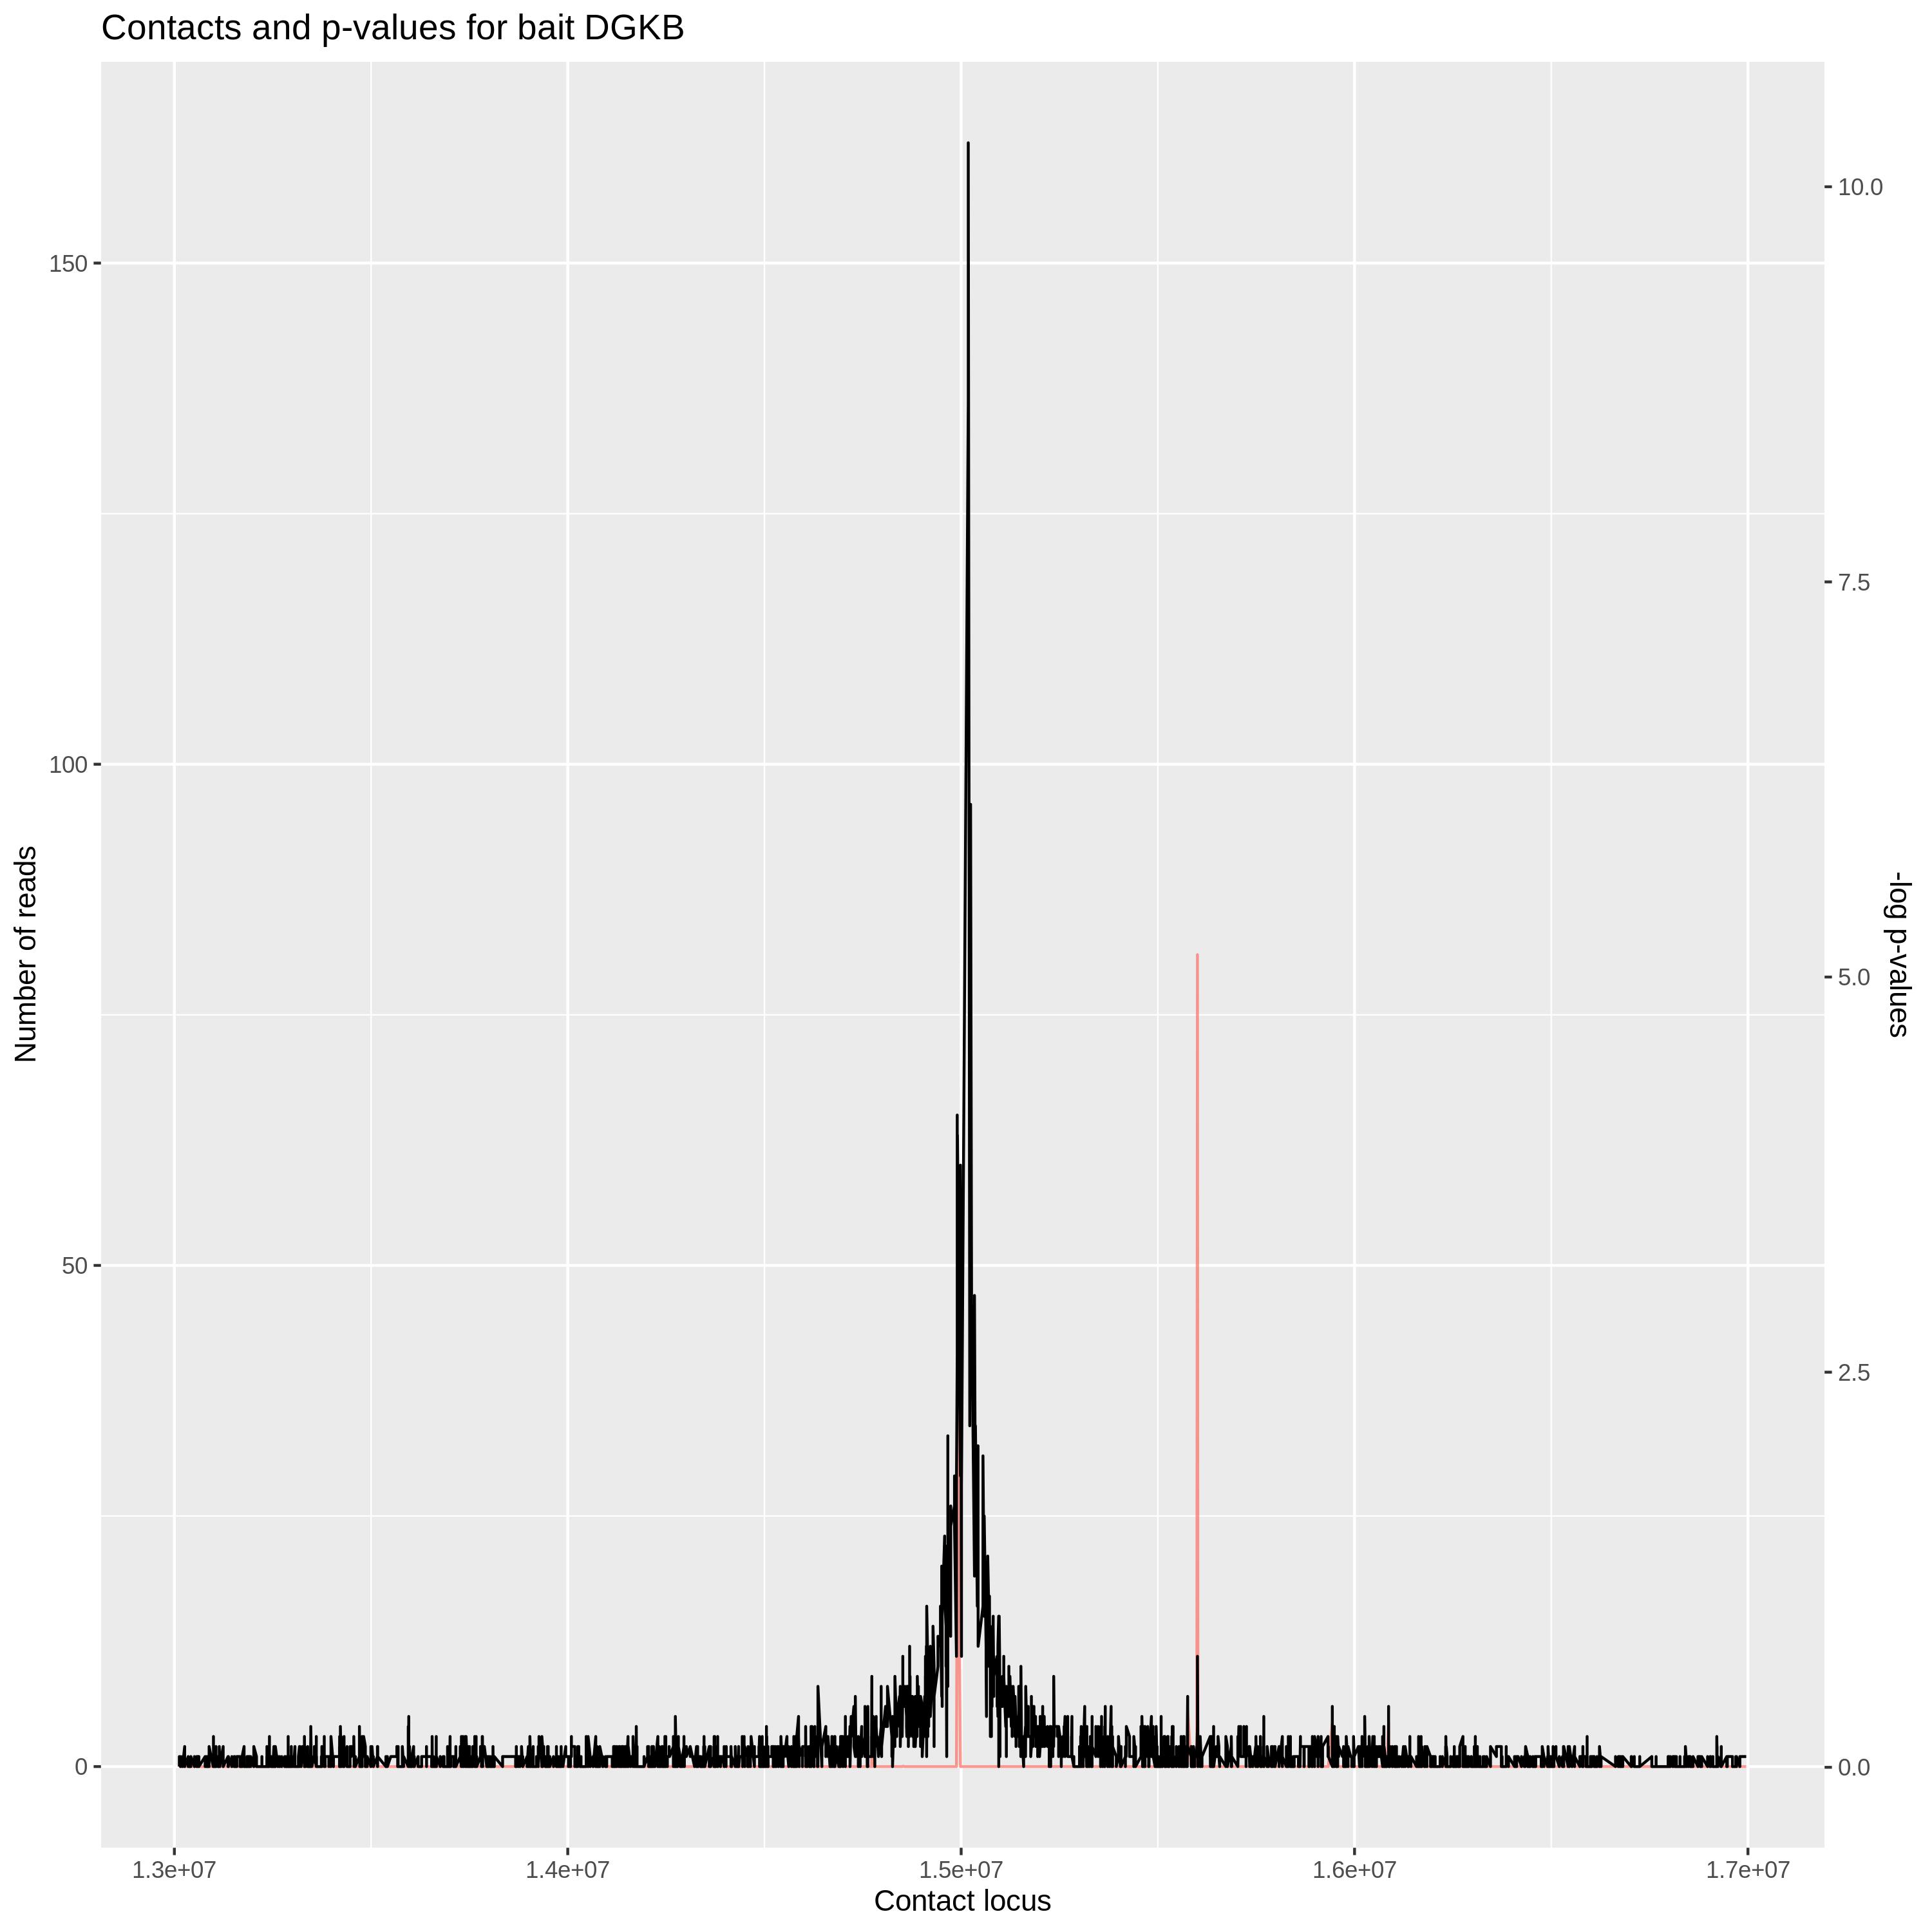 Contacts and p-values for bait DGKB
150
100
50
0
Number of reads
10.0
7.5
5.0
2.5
0.0
-log p-values
1.3e+07
1.4e+07
1.5e+07
1.6e+07
1.7e+07
Contact locus